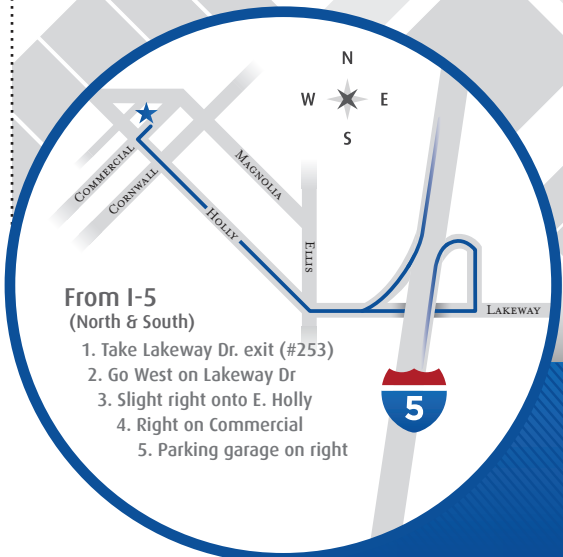 N
W E
S
COMMERCIAL
CORNWALL
MAGNOLIA
HOLLY
ELLIS
LAKEWAY
From I-5
(North & South)
1. Take Lakeway Dr. exit (#253)
2. Go West on Lakeway Dr
3. Slight right onto E. Holly
4. Right on Commercial
5. Parking garage on right
5